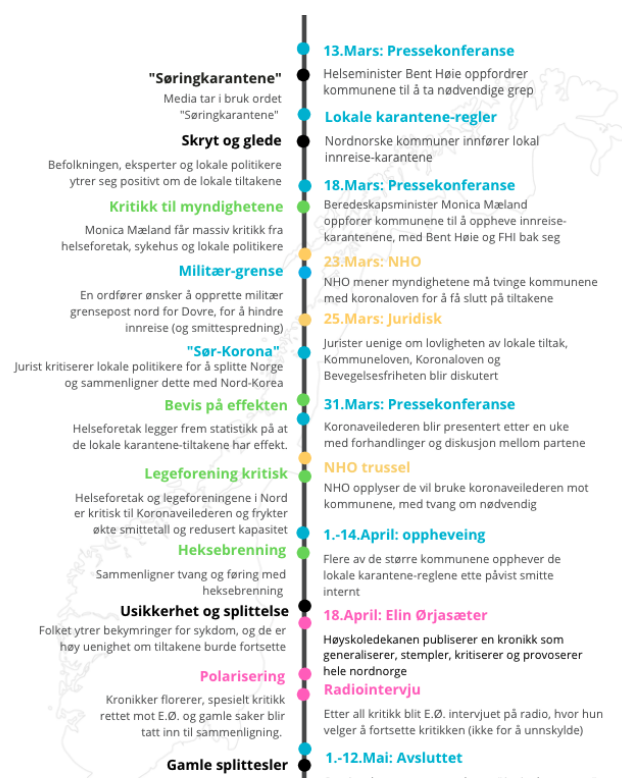 13.Mars: Pressekonferanse
Helseminister Bent Høie oppfordrer
kommunene til å ta nødvendige grep
"Søringkarantene"
Media tar i bruk ordet
"Søringkarantene"
Lokale karantene-regler
Nordnorske kommuner innfører lokal
innreise-karantene
Skryt og glede
Befolkningen, eksperter og lokale politikere
ytrer seg positivt om de lokale tiltakene
18.Mars: Pressekonferanse
Beredeskapsminister Monica Mæland
oppforer kommunene til å oppheve innreise-
karantenene, med Bent Høie og FHI bak seg
Kritikk til myndighetene
Monica Mæland får massiv kritikk fra
helseforetak, sykehus og lokale politikere
23.Mars: NHO
NHO mener myndighetene må tvinge kommunene
med koronaloven for å få slutt på tiltakene
Militær-grense
En ordfører ønsker å opprette militær
grensepost nord for Dovre, for å hindre
innreise (og smittespredning)
25.Mars: Juridisk
Jurister uenige om lovligheten av lokale tiltak,
Kommuneloven, Koronaloven og
Bevegelsesfriheten blir diskutert
"Sør-Korona"
Jurist kritiserer lokale politikere for å splitte Norge
og sammenligner dette med Nord-Korea
31.Mars: Pressekonferanse
Koronaveilederen blir presentert etter en uke
med forhandlinger og diskusjon mellom partene
Bevis på effekten
Helseforetak legger frem statistikk på at
de lokale karantene-tiltakene har effekt.
NHO trussel
NHO opplyser de vil bruke koronaveilederen mot
kommunene, med tvang om nødvendig
Legeforening kritisk
Helseforetak og legeforeningene i Nord
er kritisk til Koronaveilederen og frykter
økte smittetall og redusert kapasitet
1.-14.April: oppheveing
Flere av de større kommunene opphever de
lokale karantene-reglene ette påvist smitte
internt
Heksebrenning
Sammenligner tvang og føring med
heksebrenning
Usikkerhet og splittelse
Folket ytrer bekymringer for sykdom, og de er
høy uenighet om tiltakene burde fortsette
18.April: Elin Ørjasæter
Høyskoledekanen publiserer en kronikk som
generaliserer, stempler, kritiserer og provoserer
hele nordnorge
Polarisering
Kronikker florerer, spesielt kritikk
rettet mot E.Ø. og gamle saker blir
tatt inn til sammenligning.
Radiointervju
Etter all kritikk blit E.Ø. intervjuet på radio, hvor hun
velger å fortsette kritikken (ikke for å unnskylde)
1.-12.Mai: Avsluttet
Gamle splittesler